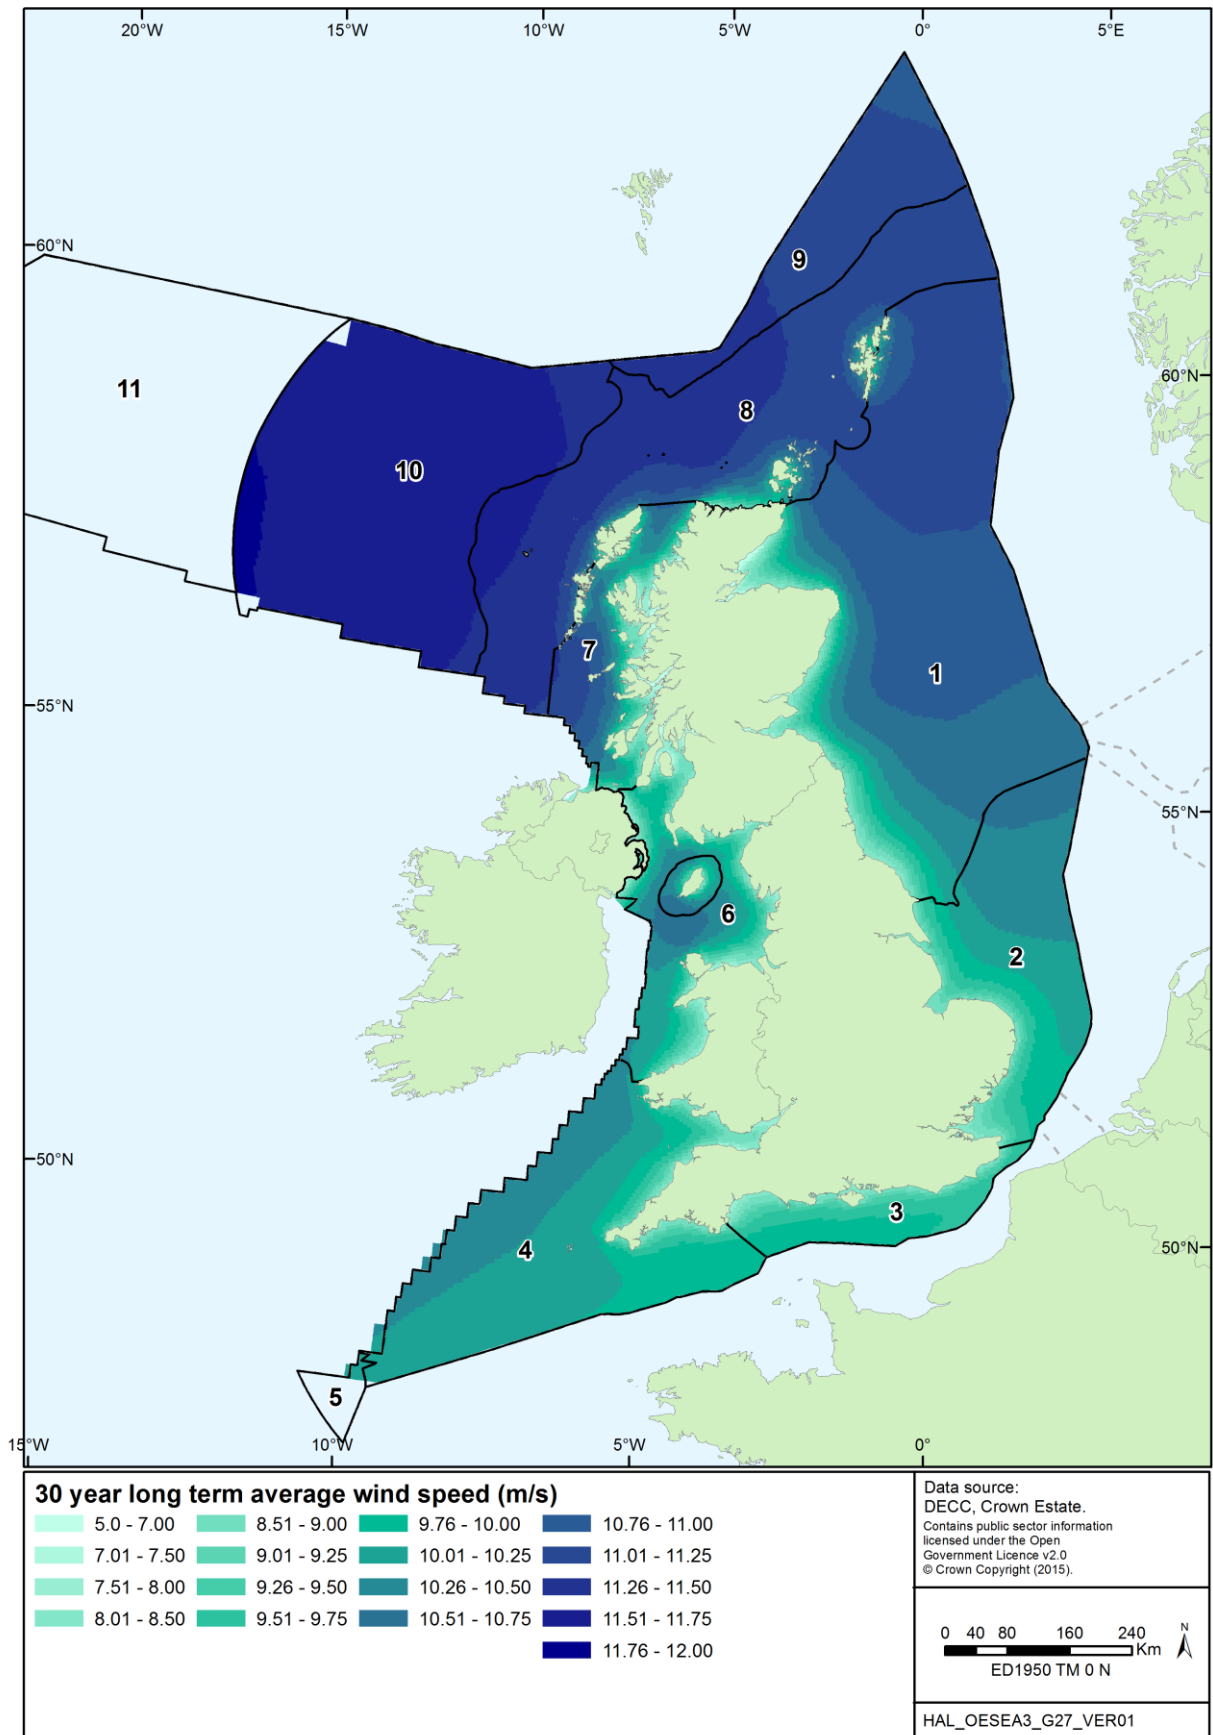 20°W 15°W 10°W 5°W 0° 5°E
60°N
9
60°N
11
8
10
7
1
55°N
55°N
6
2
50°N
3
4
50°N
5
15°W 10°W 5°W 0°
30 year long term average wind speed (m/s)
5.0 - 7.00
7.01 - 7.50
7.51 - 8.00
8.01 - 8.50
8.51 - 9.00
9.01 - 9.25
9.26 - 9.50
9.51 - 9.75
9.76 - 10.00
10.01 - 10.25
10.26 - 10.50
10.51 - 10.75
10.76 - 11.00
11.01 - 11.25
11.26 - 11.50
11.51 - 11.75
11.76 - 12.00
Data source:
DECC, Crown Estate.
Contains public sector information
licensed under the Open
Government Licence v2.0
© Crown Copyright (2015).
0 40 80 160 240
Km
N
ED1950 TM 0 N
HAL_OESEA3_G27_VER01